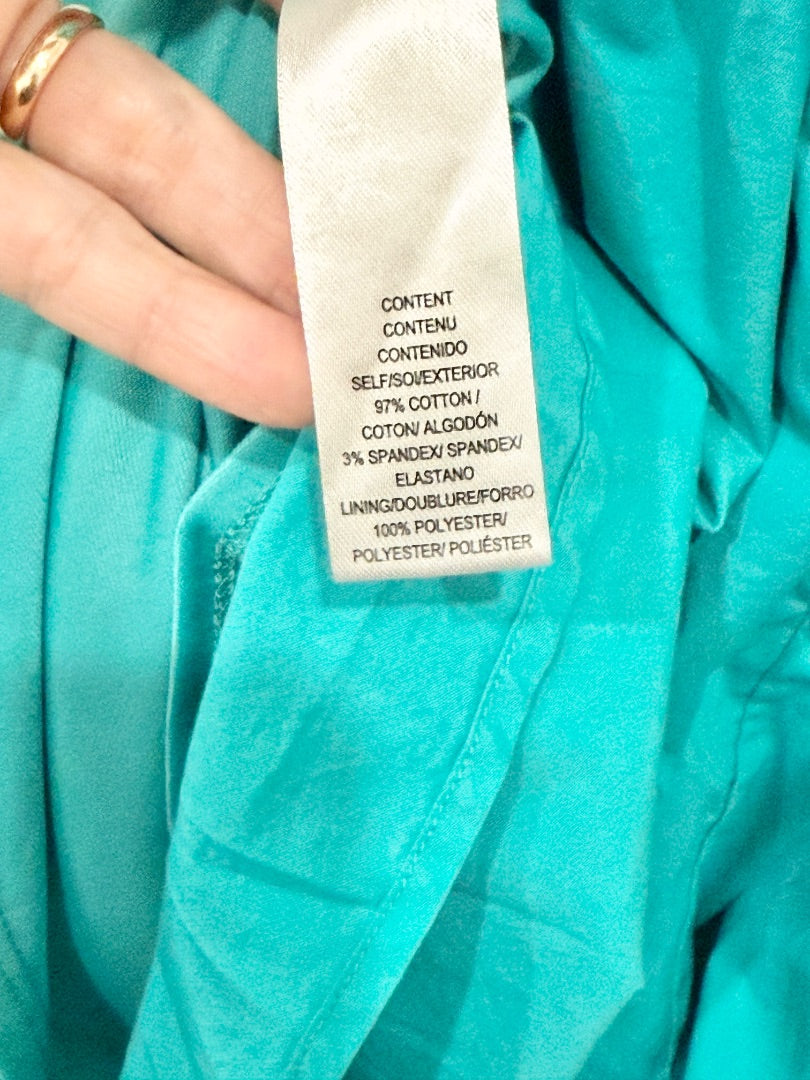 CONTENT
CONTENU
CONTENIDO
SELF/SOI/EXTERIOR
97% COTTON /
COTON/ ALGODÓN
3% SPANDEX/ SPANDEX/
ELASTANO
LINING/DOUBLURE/FORRO
100% POLYESTER/
POLYESTER/ POLIÉSTER